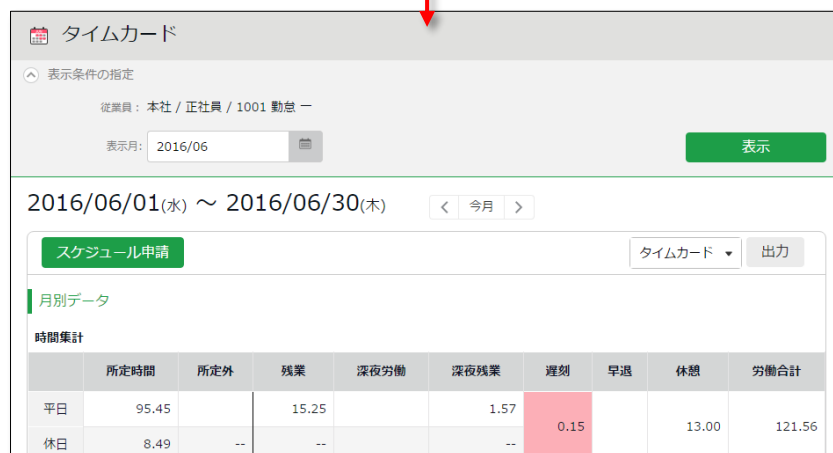 タイムカード
表示条件の指定
従業員： 本社 / 正社員 / 1001 勤怠 一
表示月: 2016/06 表示
2016/06/01(水) ～ 2016/06/30(木) 今月
スケジュール申請 タイムカード 出力
月別データ
時間集計
所定時間 所定外 残業 深夜労働 深夜残業 遅刻 早退 休憩 労働合計
平日 95.45 15.25 1.57 0.15 13.00 121.56
休日 8.49 -- -- --